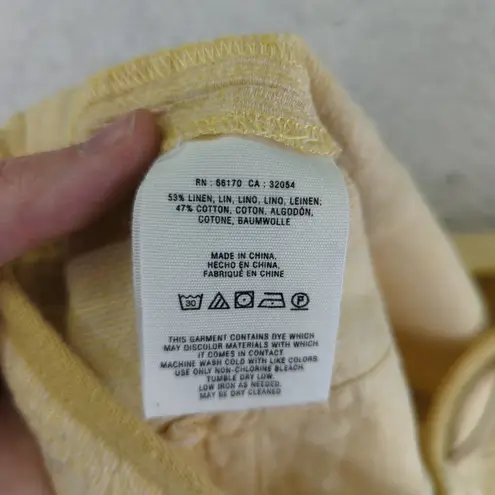 RN : 66170 CA : 32054
53% LINEN, LIN, LINO, LINO, LEINEN;
47% COTTON, COTON, ALGODÓN,
COTONE, BAUMWOLLE
MADE IN CHINA.
HECHO EN CHINA.
FABRIQUÉ EN CHINE
30 P
THIS GARMENT CONTAINS DYE WHICH
MAY DISCOLOR MATERIALS WITH WHICH
IT COMES IN CONTACT
MACHINE WASH COLD WITH LIKE COLORS.
USE ONLY NON-CHLORINE BLEACH.
TUMBLE DRY LOW.
LOW IRON AS NEEDED.
MAY BE DRY CLEANED